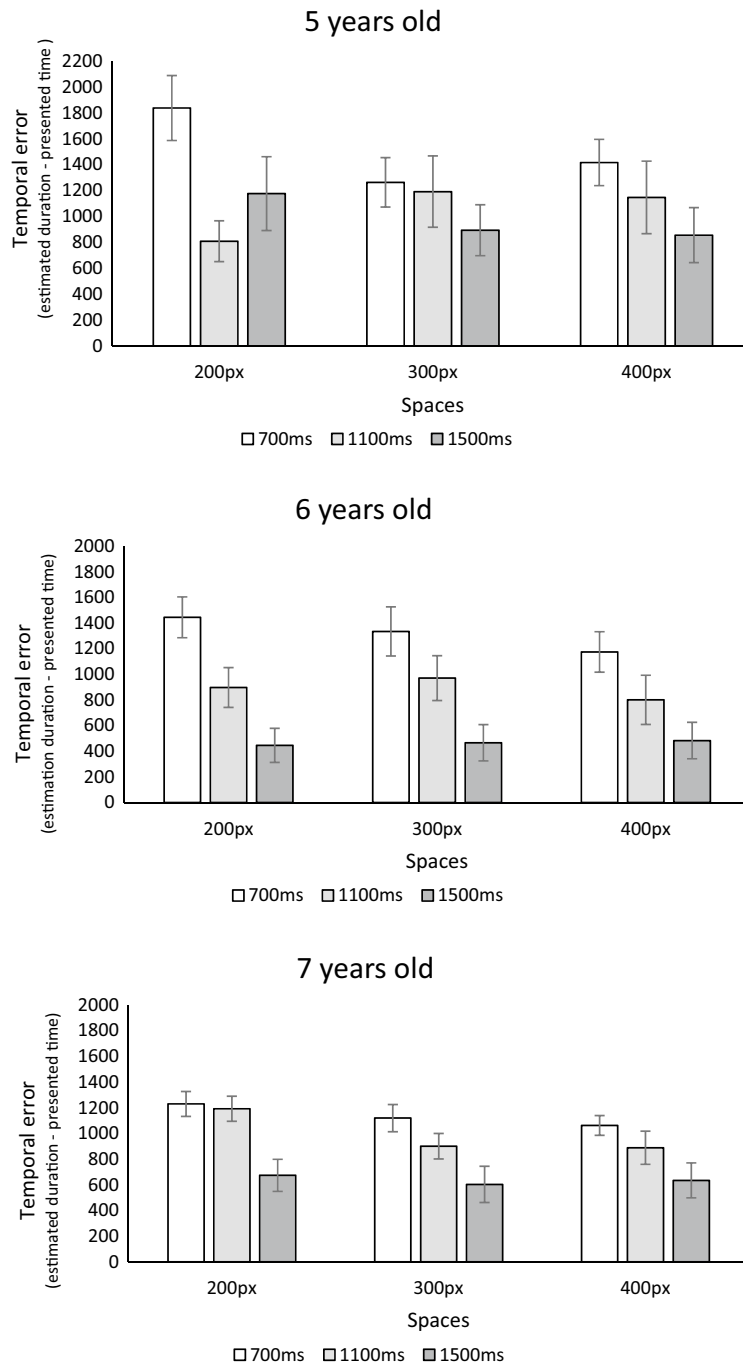 5 years old
Temporal error
(estimated duration - presented time )
2200
2000
1800
1600
1400
1200
1000
800
600
400
200
0
200px 300px 400px
Spaces
700ms 1100ms 1500ms
6 years old
Temporal error
(estimation duration - presented time)
2000
1800
1600
1400
1200
1000
800
600
400
200
0
200px 300px 400px
Spaces
700ms 1100ms 1500ms
7 years old
Temporal error
(estimated duration - presented time)
2000
1800
1600
1400
1200
1000
800
600
400
200
0
200px 300px 400px
Spaces
700ms 1100ms 1500ms